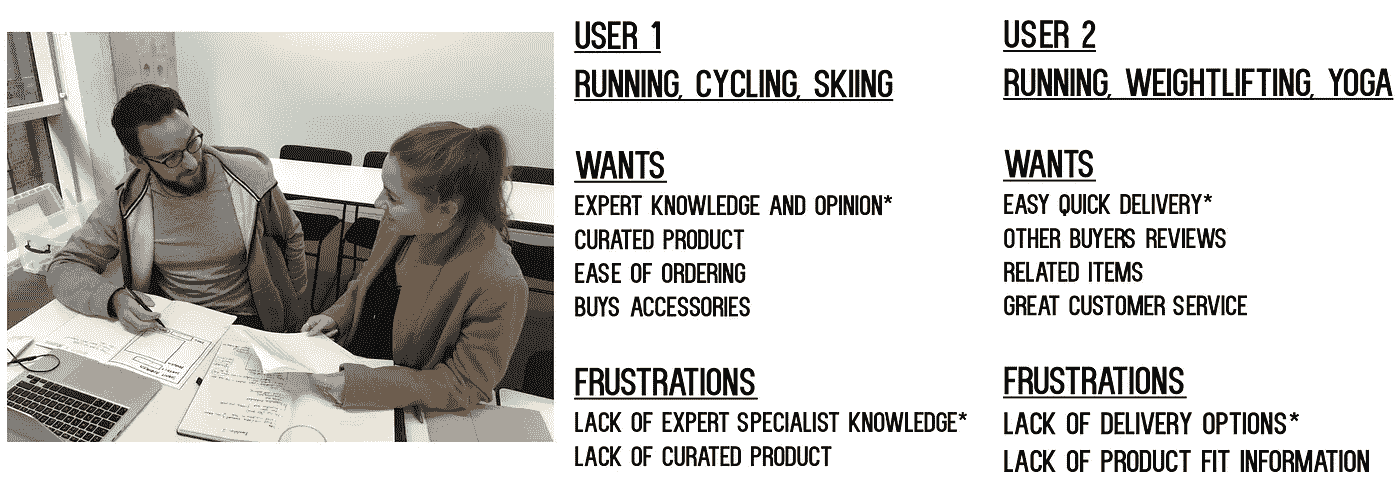 USER 1
RUNNING, CYCLING, SKIING
WANTS
EXPERT KNOWLEDGE AND OPINION*
CURATED PRODUCT
EASE OF ORDERING
BUYS ACCESSORIES
FRUSTRATIONS
LACK OF EXPERT SPECIALIST KNOWLEDGE*
LACK OF CURATED PRODUCT
USER 2
RUNNING, WEIGHTLIFTING, YOGA
WANTS
EASY QUICK DELIVERY*
OTHER BUYERS REVIEWS
RELATED ITEMS
GREAT CUSTOMER SERVICE
FRUSTRATIONS
LACK OF DELIVERY OPTIONS*
LACK OF PRODUCT FIT INFORMATION